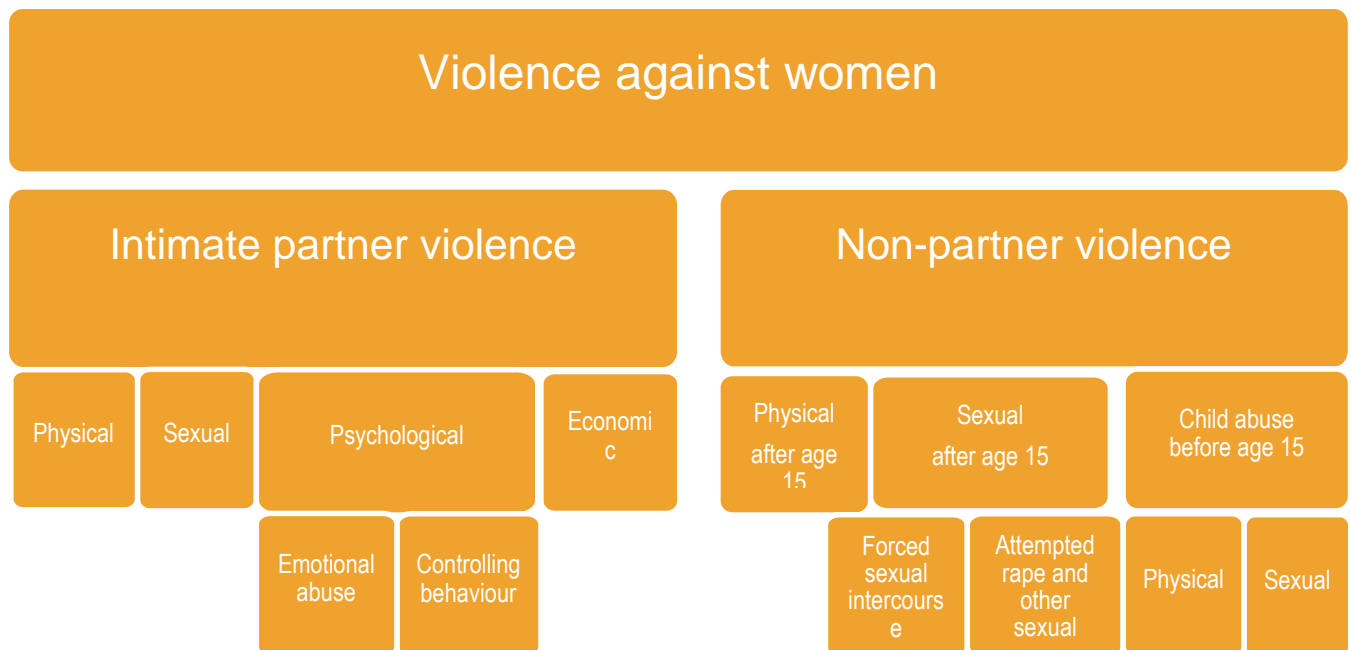 Violence against women
Intimate partner violence
Non-partner violence
Physical
Sexual
Psychological
Economi
c
Physical
after age
15
Sexual
after age 15
Child abuse
before age 15
Emotional
abuse
Controlling
behaviour
Forced
sexual
intercours
e
Attempted
rape and
other
sexual
Physical
Sexual